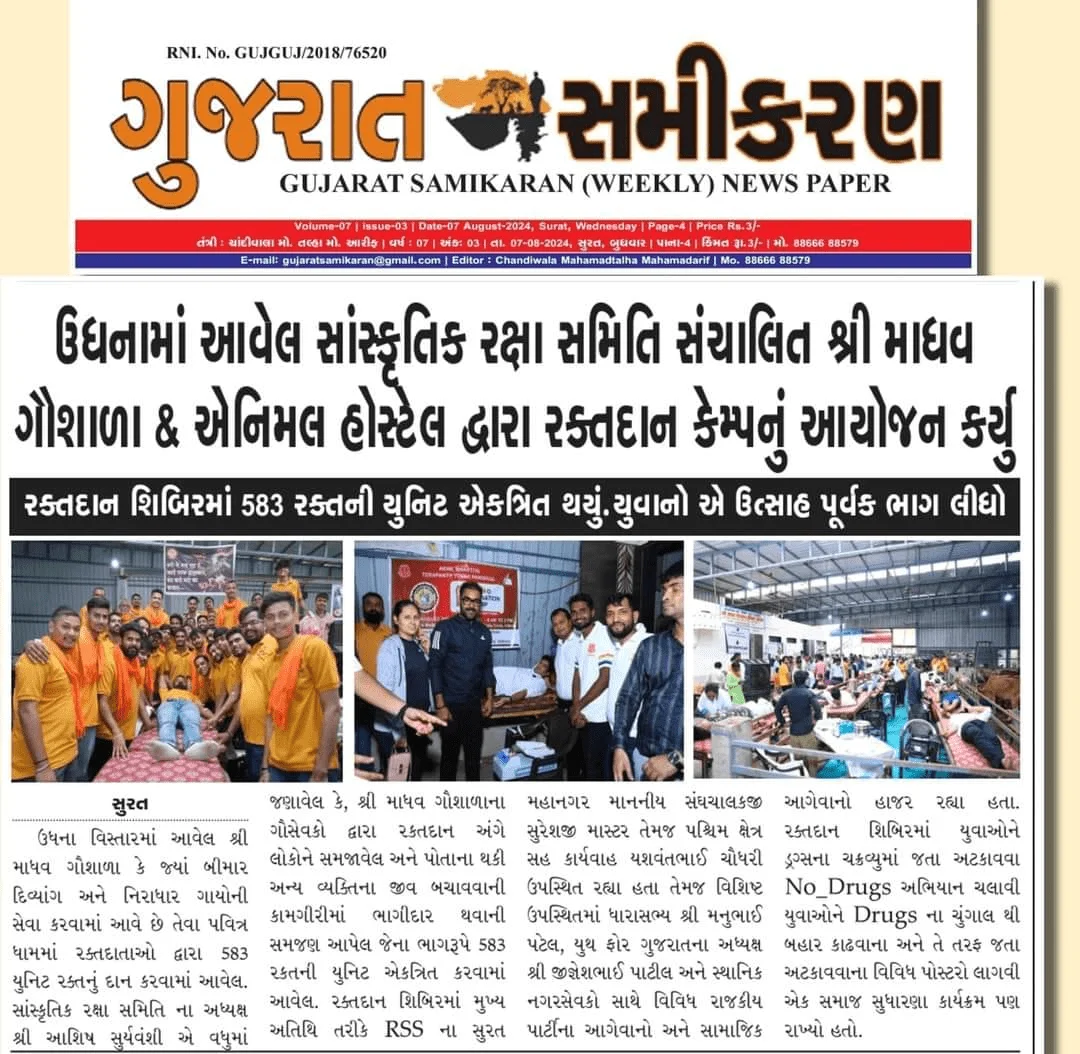 RNI. No. GUJGUJ/2018/76520
ગુજરાત સમીકરણ
GUJARAT SAMIKARAN (WEEKLY) NEWS PAPER
Volume-07 | issue-03 | Date-07 August-2024, Surat, Wednesday | Page-4 | Price Rs.3/-
તંત્રી : ચાંદીવાલા મો. તલ્હા મો. આરીફ | વર્ષ : 07 | અંક: 03 | તા. 07-08-2024, સુરત, બુધવાર | પાના-4 | કિંમત રૂા.3/- | મો. 88666 88579
E-mail: gujaratsamikaran@gmail.com | Editor : Chandiwala Mahamadtalha Mahamadarif | Mo. 88666 88579
ઉધનામાં આવેલ સાંસ્કૃતિક રક્ષા સમિતિ સંચાલિત શ્રી માધવ
ગૌશાળા & એનિમલ હોસ્ટેલ દ્વારા રક્તદાન કેમ્પનું આયોજન કર્યુ
રક્તદાન શિબિરમાં 583 રક્તની યુનિટ એકત્રિત થયું.યુવાનો એ ઉત્સાહ પૂર્વક ભાગ લીધો
AKHIL BHARTIYA
TERAPANTH YUVAK PARISHAD
સુરત
ઉધના વિસ્તારમાં આવેલ શ્રી
માધવ ગૌશાળા કે જ્યાં બીમાર
દિવ્યાંગ અને નિરાધાર ગાયોની
સેવા કરવામાં આવે છે તેવા પવિત્ર
ધામમાં રક્તદાતાઓ દ્વારા 583
યુનિટ રક્તનું દાન કરવામાં આવેલ.
સાંસ્કૃતિક રક્ષા સમિતિ ના અધ્યક્ષ
શ્રી આશિષ સુર્યવંશી એ વધુમાં
જણાવેલ કે, શ્રી માધવ ગૌશાળાના
ગૌસેવકો દ્વારા રકતદાન અંગે
લોકોને સમજાવેલ અને પોતાના થકી
અન્ય વ્યક્તિના જીવ બચાવવાની
કામગીરીમાં ભાગીદાર થવાની
સમજણ આપેલ જેના ભાગરૂપે 583
રકતની યુનિટ એકત્રિત કરવામાં
આવેલ. રક્તદાન શિબિરમાં મુખ્ય
અતિથિ તરીકે RSS ના સુરત
મહાનગર માનનીય સંઘચાલકજી
સુરેશજી માસ્ટર તેમજ પશ્ચિમ ક્ષેત્ર
સહ કાર્યવાહ યશવંતભાઈ ચૌધરી
ઉપસ્થિત રહ્યા હતા તેમજ વિશિષ્ટ
ઉપસ્થિતમાં ધારાસભ્ય શ્રી મનુભાઈ
પટેલ, યુથ ફોર ગુજરાતના અધ્યક્ષ
શ્રી જીજ્ઞેશભાઈ પાટીલ અને સ્થાનિક
નગરસેવકો સાથે વિવિધ રાજકીય
પાર્ટીના આગેવાનો અને સામાજિક
આગેવાનો હાજર રહ્યા હતા.
રક્તદાન શિબિરમાં યુવાઓને
ડ્રગ્સના ચક્રવ્યુમાં જતા અટકાવવા
No_Drugs અભિયાન ચલાવી
યુવાઓને Drugs ના ચુંગાલ થી
બહાર કાઢવાના અને તે તરફ જતા
અટકાવવાના વિવિધ પોસ્ટરો લાગવી
એક સમાજ સુધારણા કાર્યક્રમ પણ
રાખ્યો હતો.